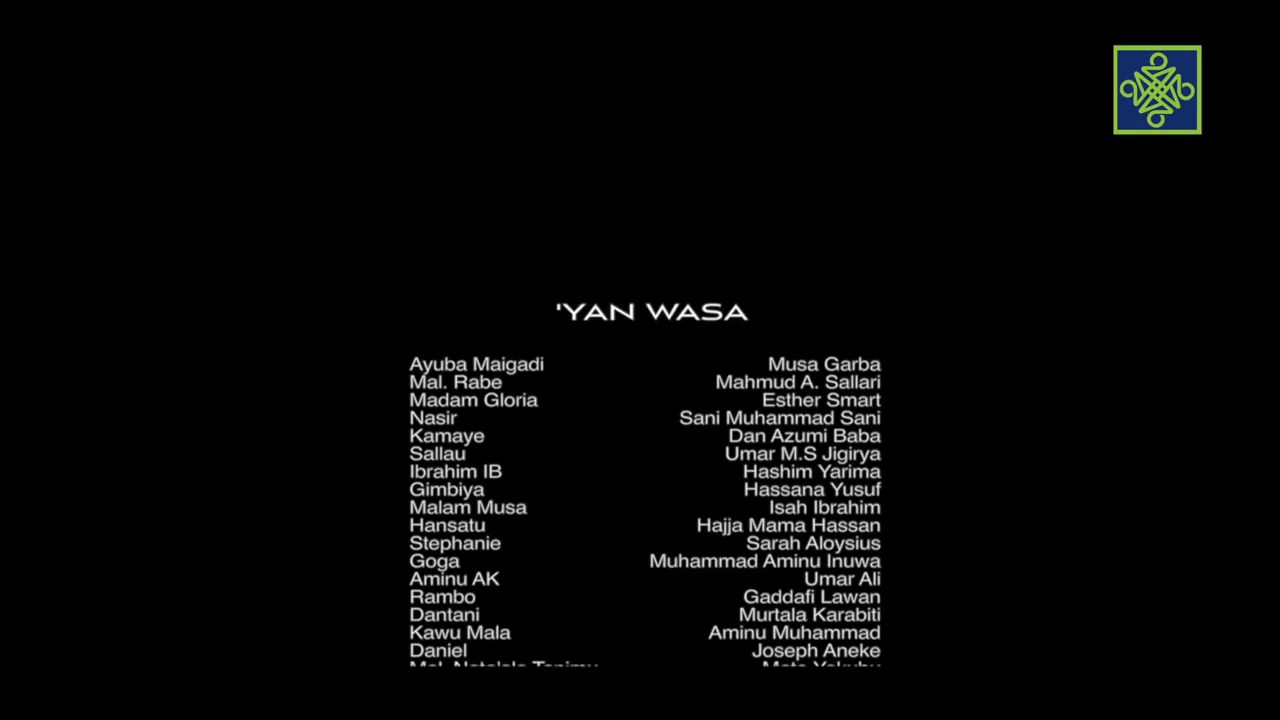 'YAN WASA
Ayuba Maigadi Musa Garba
Mal. Rabe Mahmud A. Sallari
Madam Gloria Esther Smart
Nasir Sani Muhammad Sani
Kamaye Dan Azumi Baba
Sallau Umar M.S Jigirya
Ibrahim IB Hashim Yarima
Gimbiya Hassana Yusuf
Malam Musa Isah Ibrahim
Hansatu Hajja Mama Hassan
Stephanie Sarah Aloysius
Goga Muhammad Aminu Inuwa
Aminu AK Umar Ali
Rambo Gaddafi Lawan
Dantani Murtala Karabiti
Kawu Mala Aminu Muhammad
Daniel Joseph Aneke
Mal.